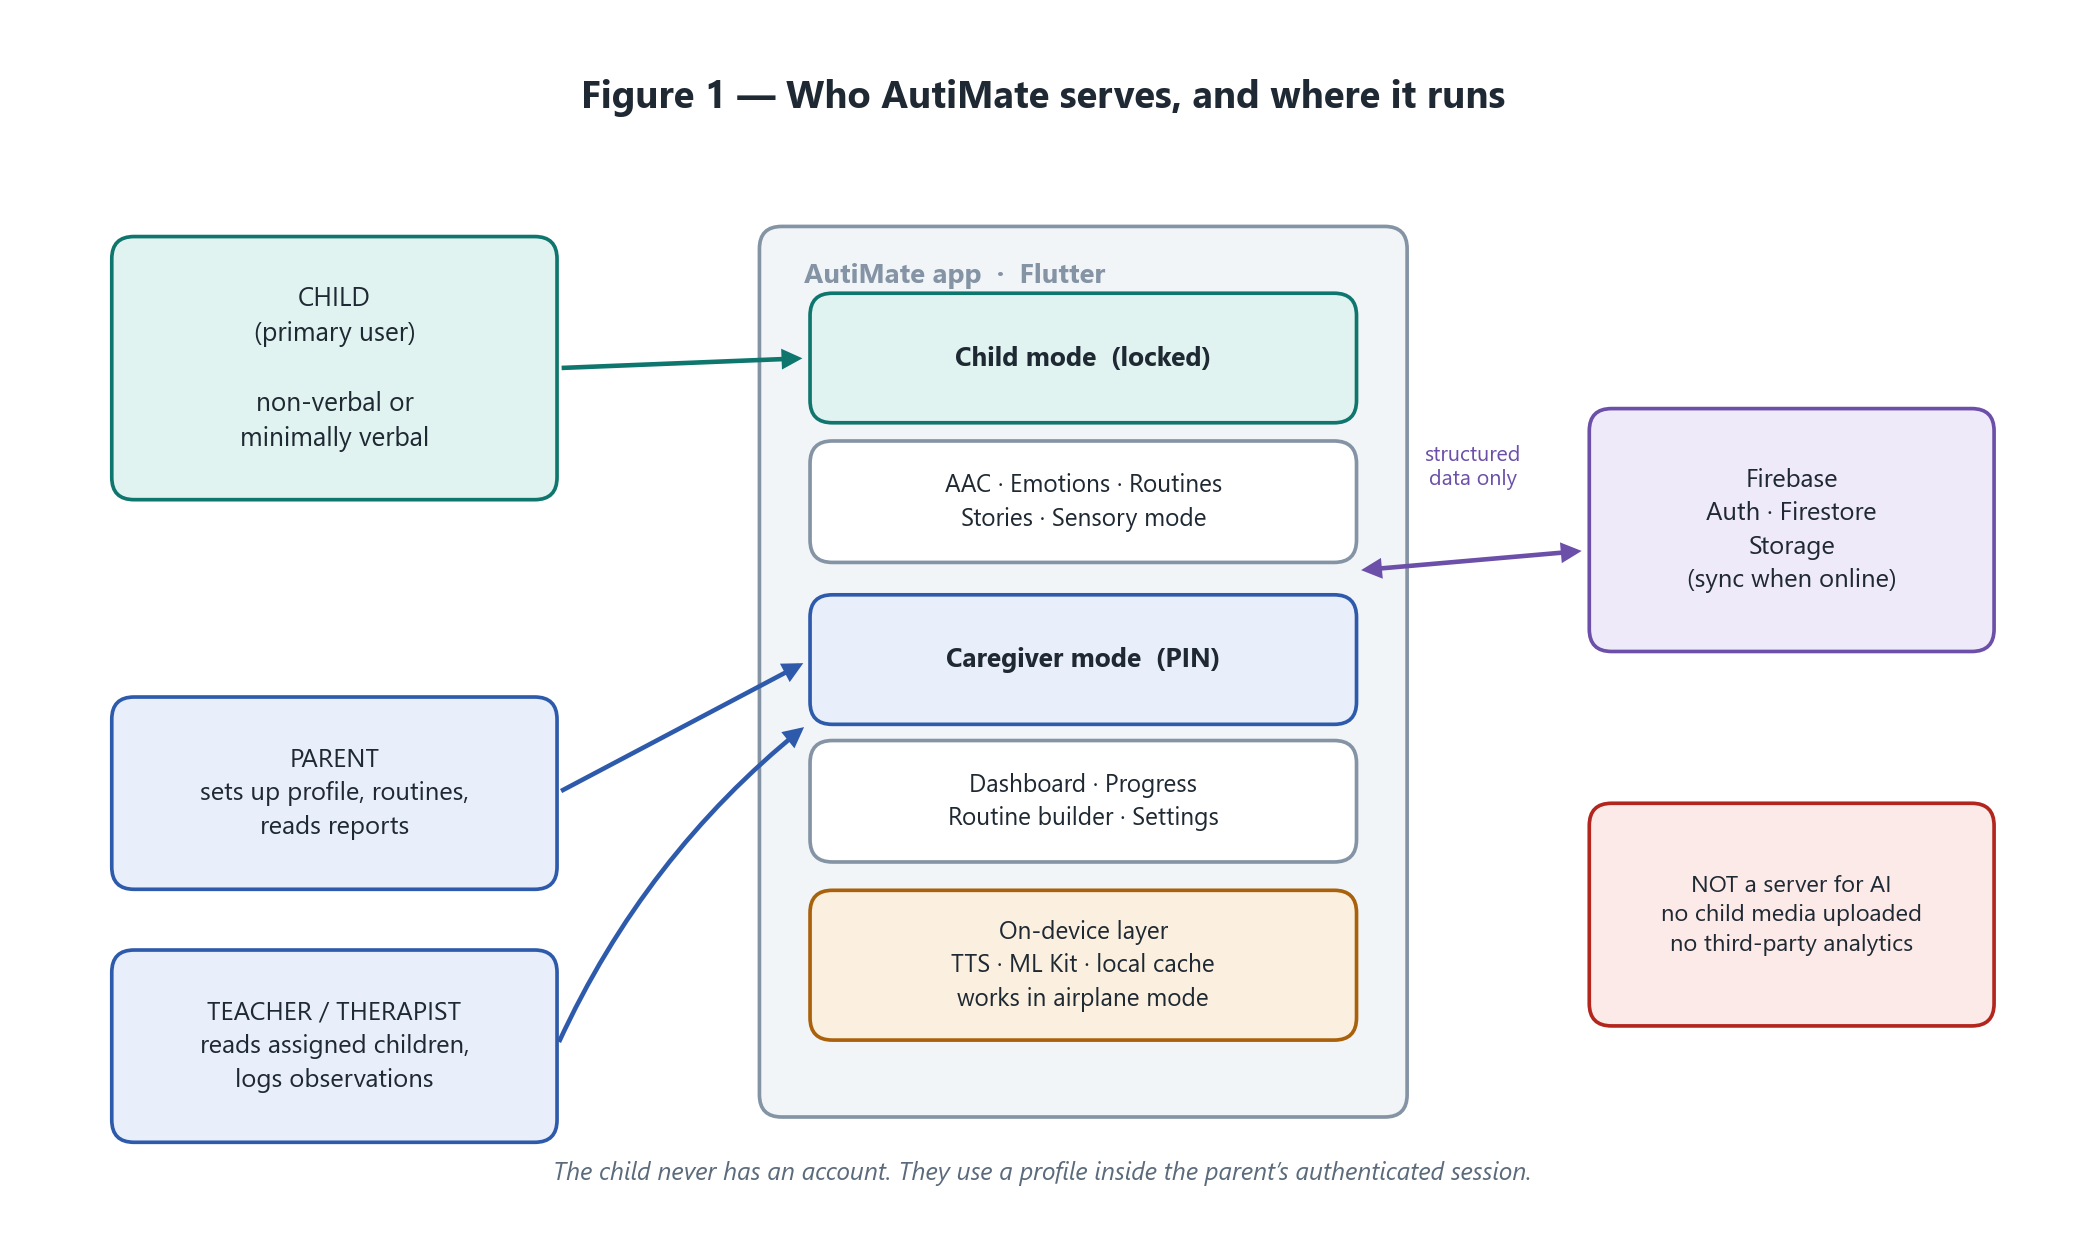 Figure 1 — Who AutiMate serves, and where it runs
CHILD
(primary user)
non-verbal or
minimally verbal
PARENT
sets up profile, routines,
reads reports
TEACHER / THERAPIST
reads assigned children,
logs observations
AutiMate app · Flutter
Child mode (locked)
AAC · Emotions · Routines
Stories · Sensory mode
Caregiver mode (PIN)
Dashboard · Progress
Routine builder · Settings
On-device layer
TTS · ML Kit · local cache
works in airplane mode
structured
data only
Firebase
Auth · Firestore
Storage
(sync when online)
NOT a server for AI
no child media uploaded
no third-party analytics
The child never has an account. They use a profile inside the parent's authenticated session.